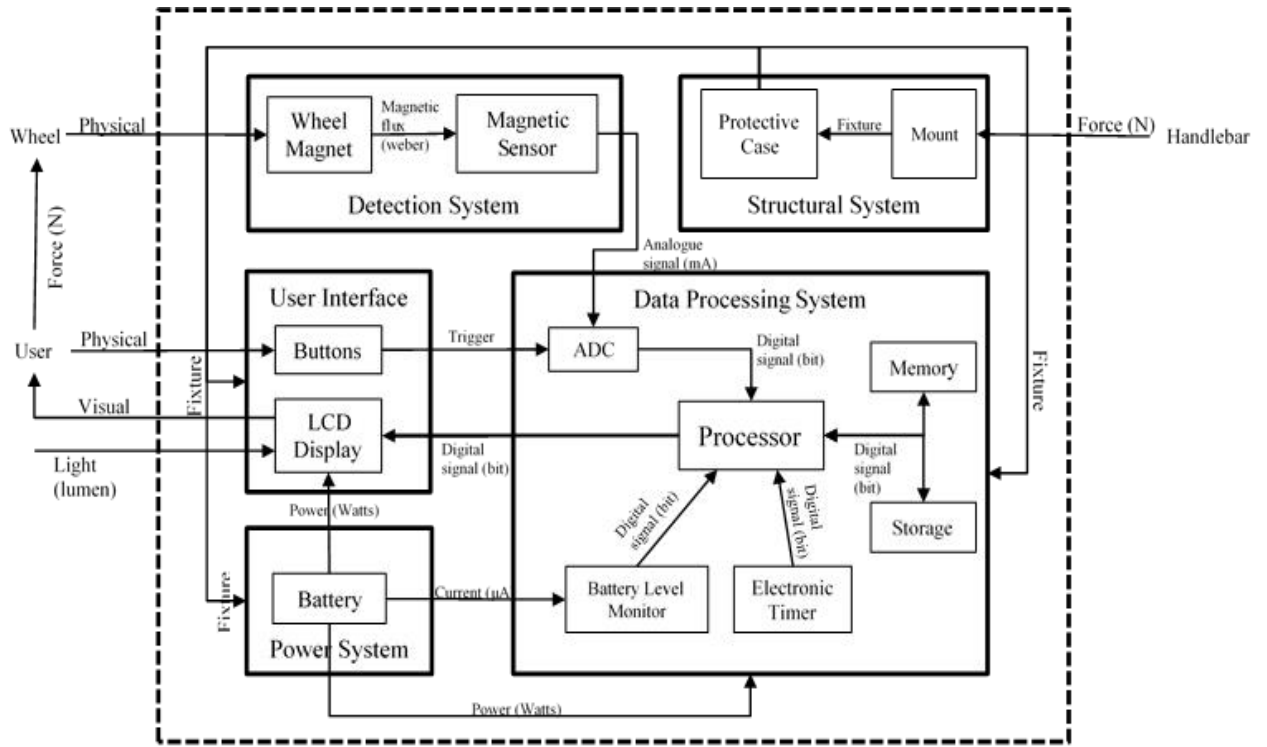 Wheel
Physical
Wheel
Magnet
Magnetic
flux
(weber)
Magnetic
Sensor
Detection System
Protective
Case
Fixture
Mount
Structural System
Force (N)
Handlebar
Force (N)
Analogue
signal (mA)
User Interface
User
Physical
Buttons
Trigger
Visual
LCD
Display
Light
(lumen)
Fixture
Digital
signal (bit)
Power (Watts)
Data Processing System
ADC
Digital
signal (bit)
Memory
Processor
Digital
signal
(bit)
Storage
Digital
signal (bit)
Digital
signal (bit)
Battery Level
Monitor
Electronic
Timer
Fixture
Fixture
Battery
Current (μA
Power System
Power (Watts)